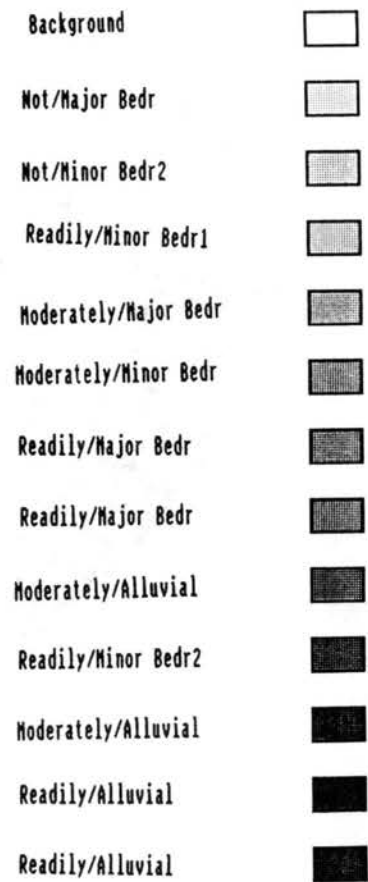 Background
Not/Major Bedr
Not/Minor Bedr2
Readily/Minor Bedr1
Moderately/Major Bedr
Moderately/Minor Bedr
Readily/Major Bedr
Readily/Major Bedr
Moderately/Alluvial
Readily/Minor Bedr2
Moderately/Alluvial
Readily/Alluvial
Readily/Alluvial